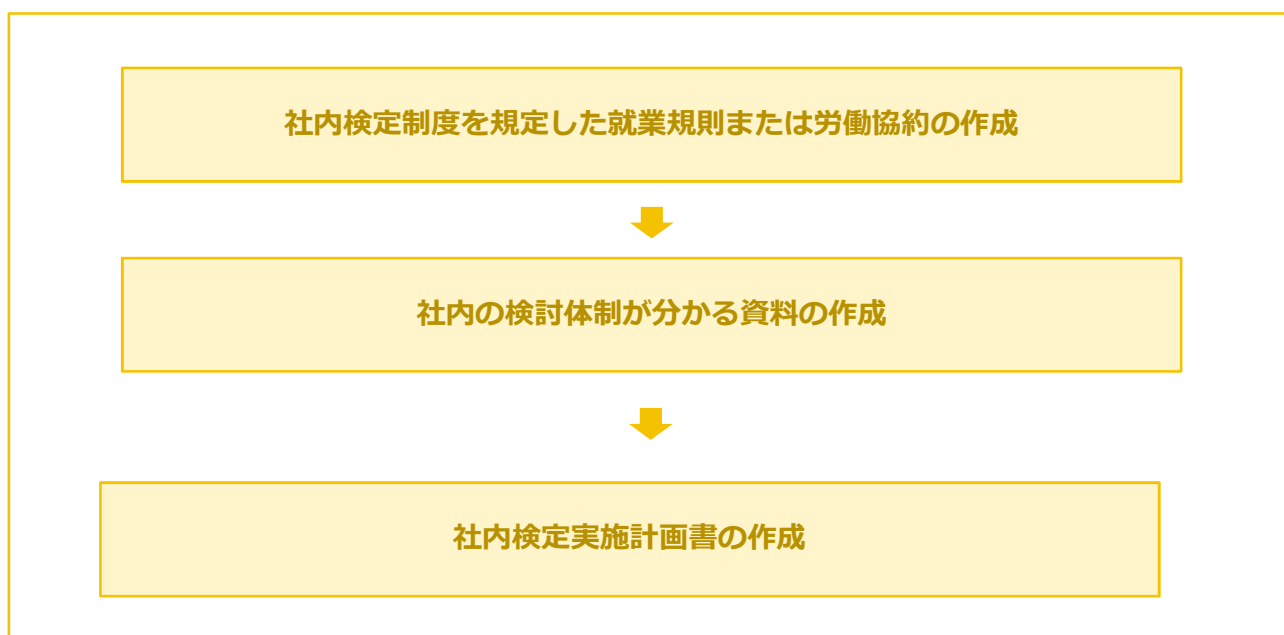 社内検定制度を規定した就業規則または労働協約の作成
社内の検討体制が分かる資料の作成
社内検定実施計画書の作成